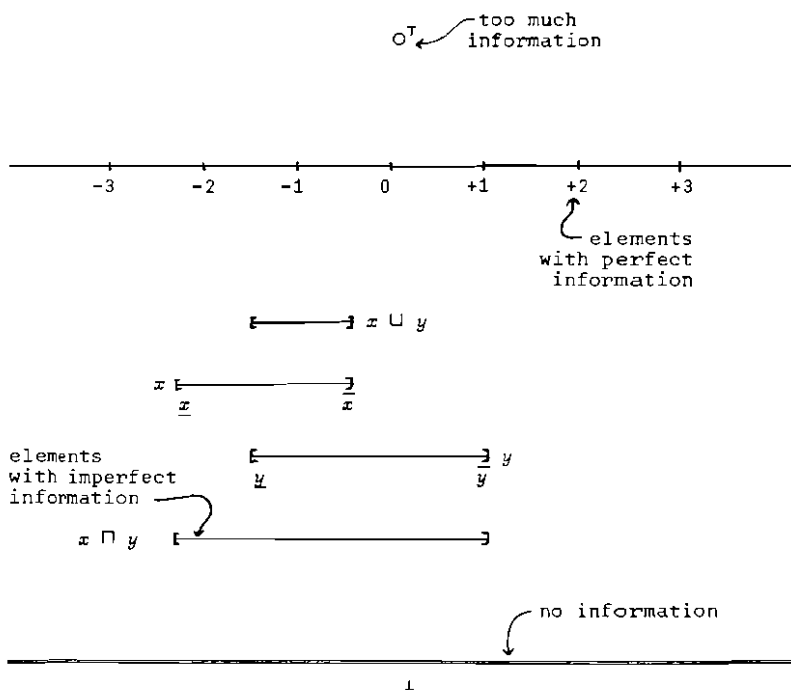 too much
information
⊤
-3 -2 -1 0 +1 +2 +3
elements
with perfect
information
x ⊔ y
x
x̲ x̅
y
y̲ y̅
elements
with imperfect
information
x ⊓ y
no information
⊥